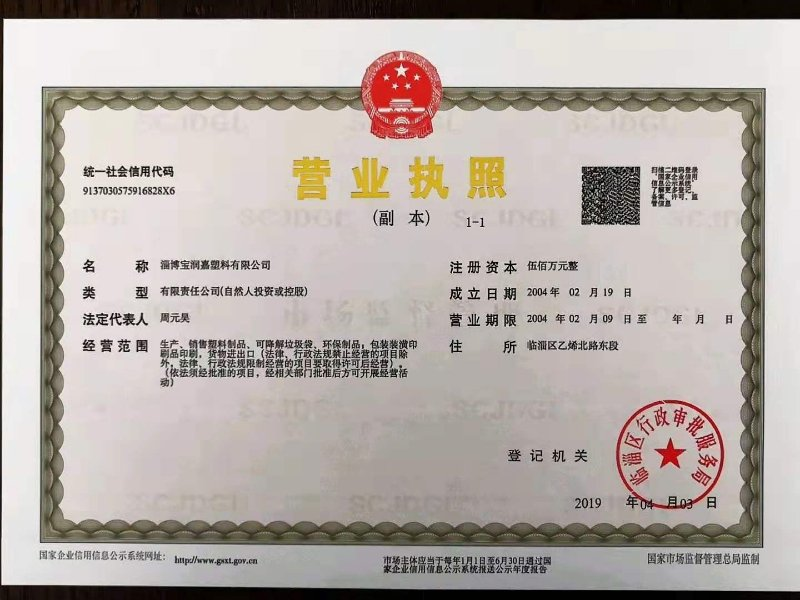 统一社会信用代码
9137030575916828X6
营业执照
(副 本) 1-1
扫描二维码登录
“国家企业信用
信息公示系统”
了解更多登记、
备案、许可、监
管信息
名 称 淄博宝润嘉塑料有限公司
类 型 有限责任公司(自然人投资或控股)
法定代表人 周元昊
经营范围 生产、销售塑料制品、可降解垃圾袋、环保制品；包装装潢印
刷品印刷，货物进出口（法律、行政法规禁止经营的项目除
外，法律、行政法规限制经营的项目要取得许可后经营）。
（依法须经批准的项目，经相关部门批准后方可开展经营活
动）
注册资本 伍佰万元整
成立日期 2004 年 02 月 19 日
营业期限 2004 年 02 月 09 日 至 年 月 日
住 所 临淄区乙烯北路东段
登记机关
临淄区行政审批服务局
2019 年 04 月 03 日
国家企业信用信息公示系统网址： http://www.gsxt.gov.cn
市场主体应当于每年1月1日至6月30日通过国
家企业信用信息公示系统报送公示年度报告
国家市场监督管理总局监制